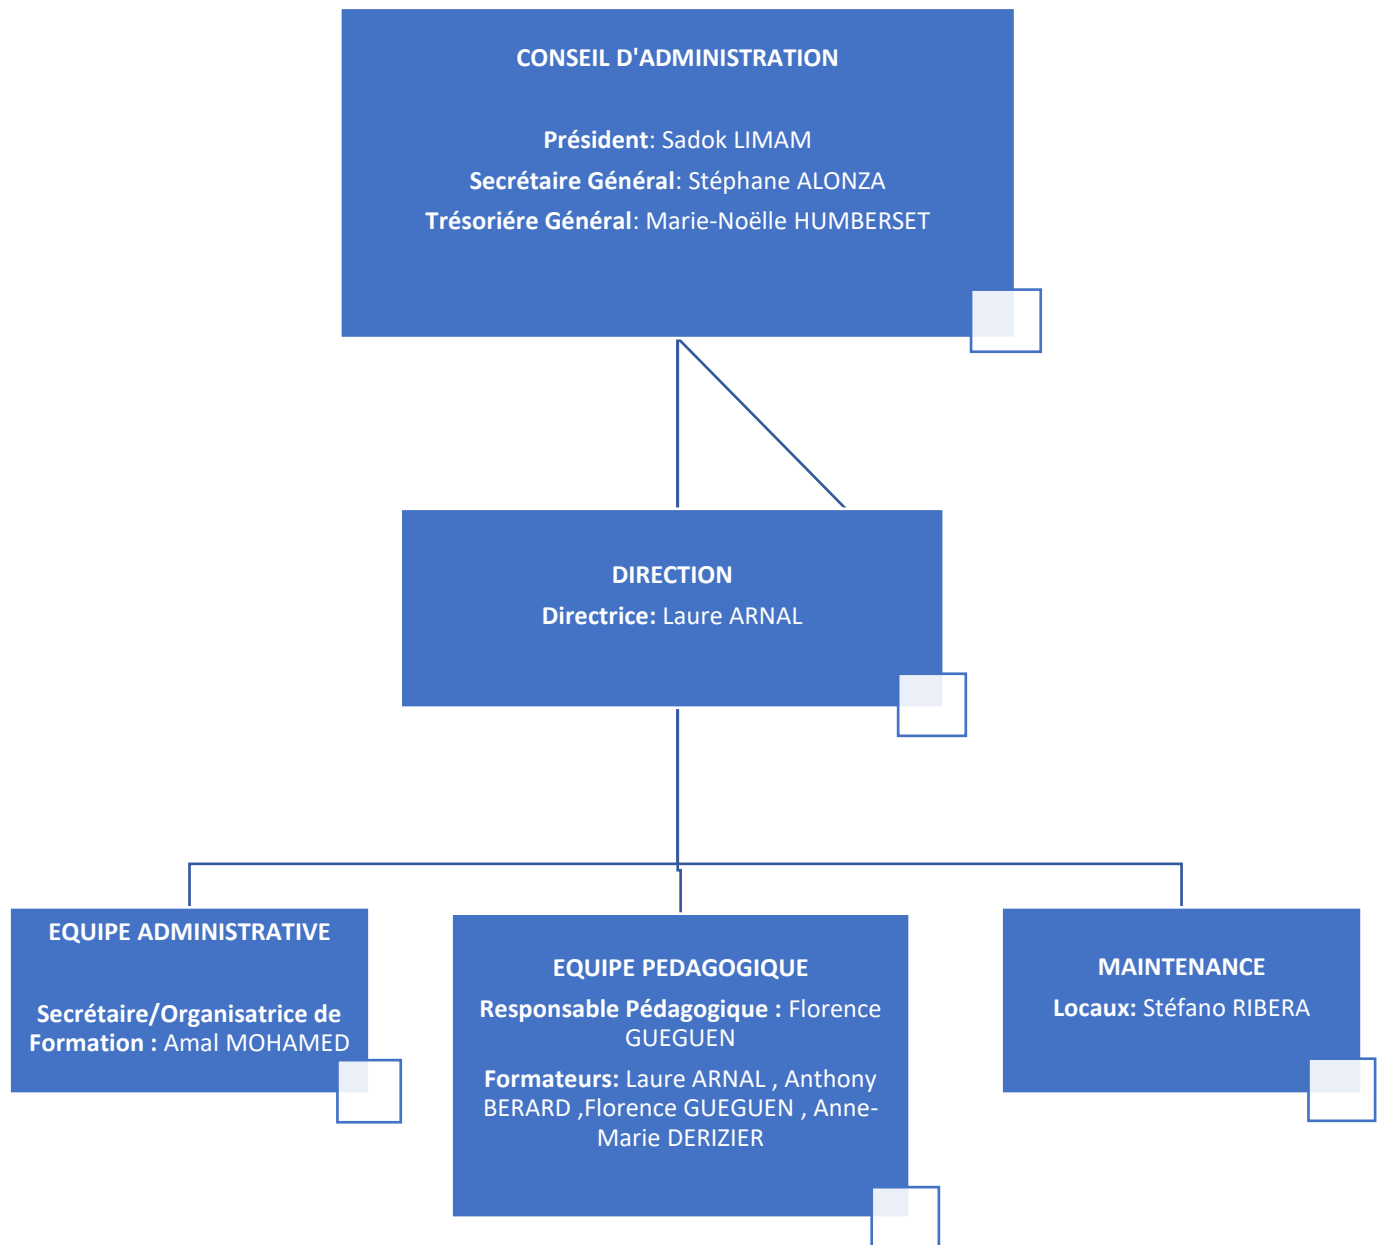 CONSEIL D'ADMINISTRATION
Président: Sadok LIMAM
Secrétaire Général: Stéphane ALONZA
Trésoriére Général: Marie-Noëlle HUMBERSET
DIRECTION
Directrice: Laure ARNAL
EQUIPE ADMINISTRATIVE
Secrétaire/Organisatrice de
Formation : Amal MOHAMED
EQUIPE PEDAGOGIQUE
Responsable Pédagogique : Florence
GUEGUEN
Formateurs: Laure ARNAL , Anthony
BERARD ,Florence GUEGUEN , Anne-
Marie DERIZIER
MAINTENANCE
Locaux: Stéfano RIBERA